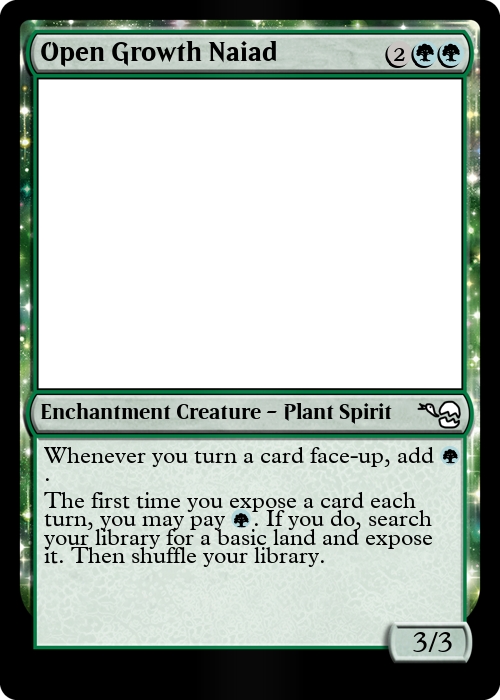 Open Growth Naiad 2
Enchantment Creature – Plant Spirit
Whenever you turn a card face-up, add
.
The first time you expose a card each
turn, you may pay . If you do, search
your library for a basic land and expose
it. Then shuffle your library.
3/3